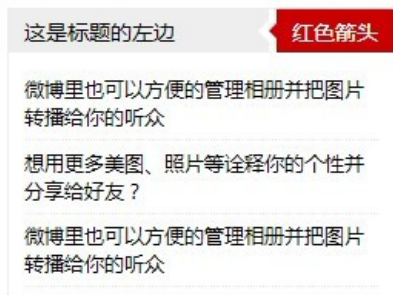 这是标题的左边 红色箭头
微博里也可以方便的管理相册并把图片
转播给你的听众
想用更多美图、照片等诠释你的个性并
分享给好友？
微博里也可以方便的管理相册并把图片
转播给你的听众